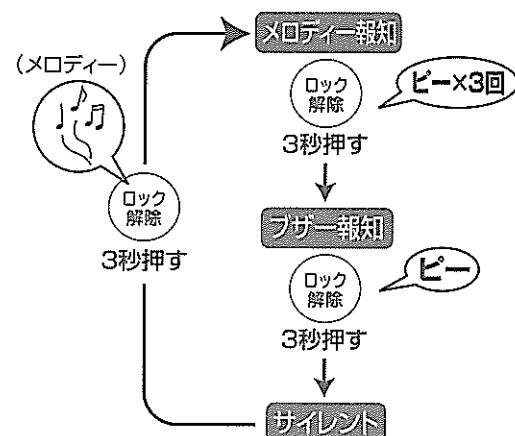 メロディー報知
(メロディー)
ロック
解除
ピー×3回
3秒押す
ロック
解除
3秒押す
ブザー報知
ロック
解除
ピー
3秒押す
サイレント